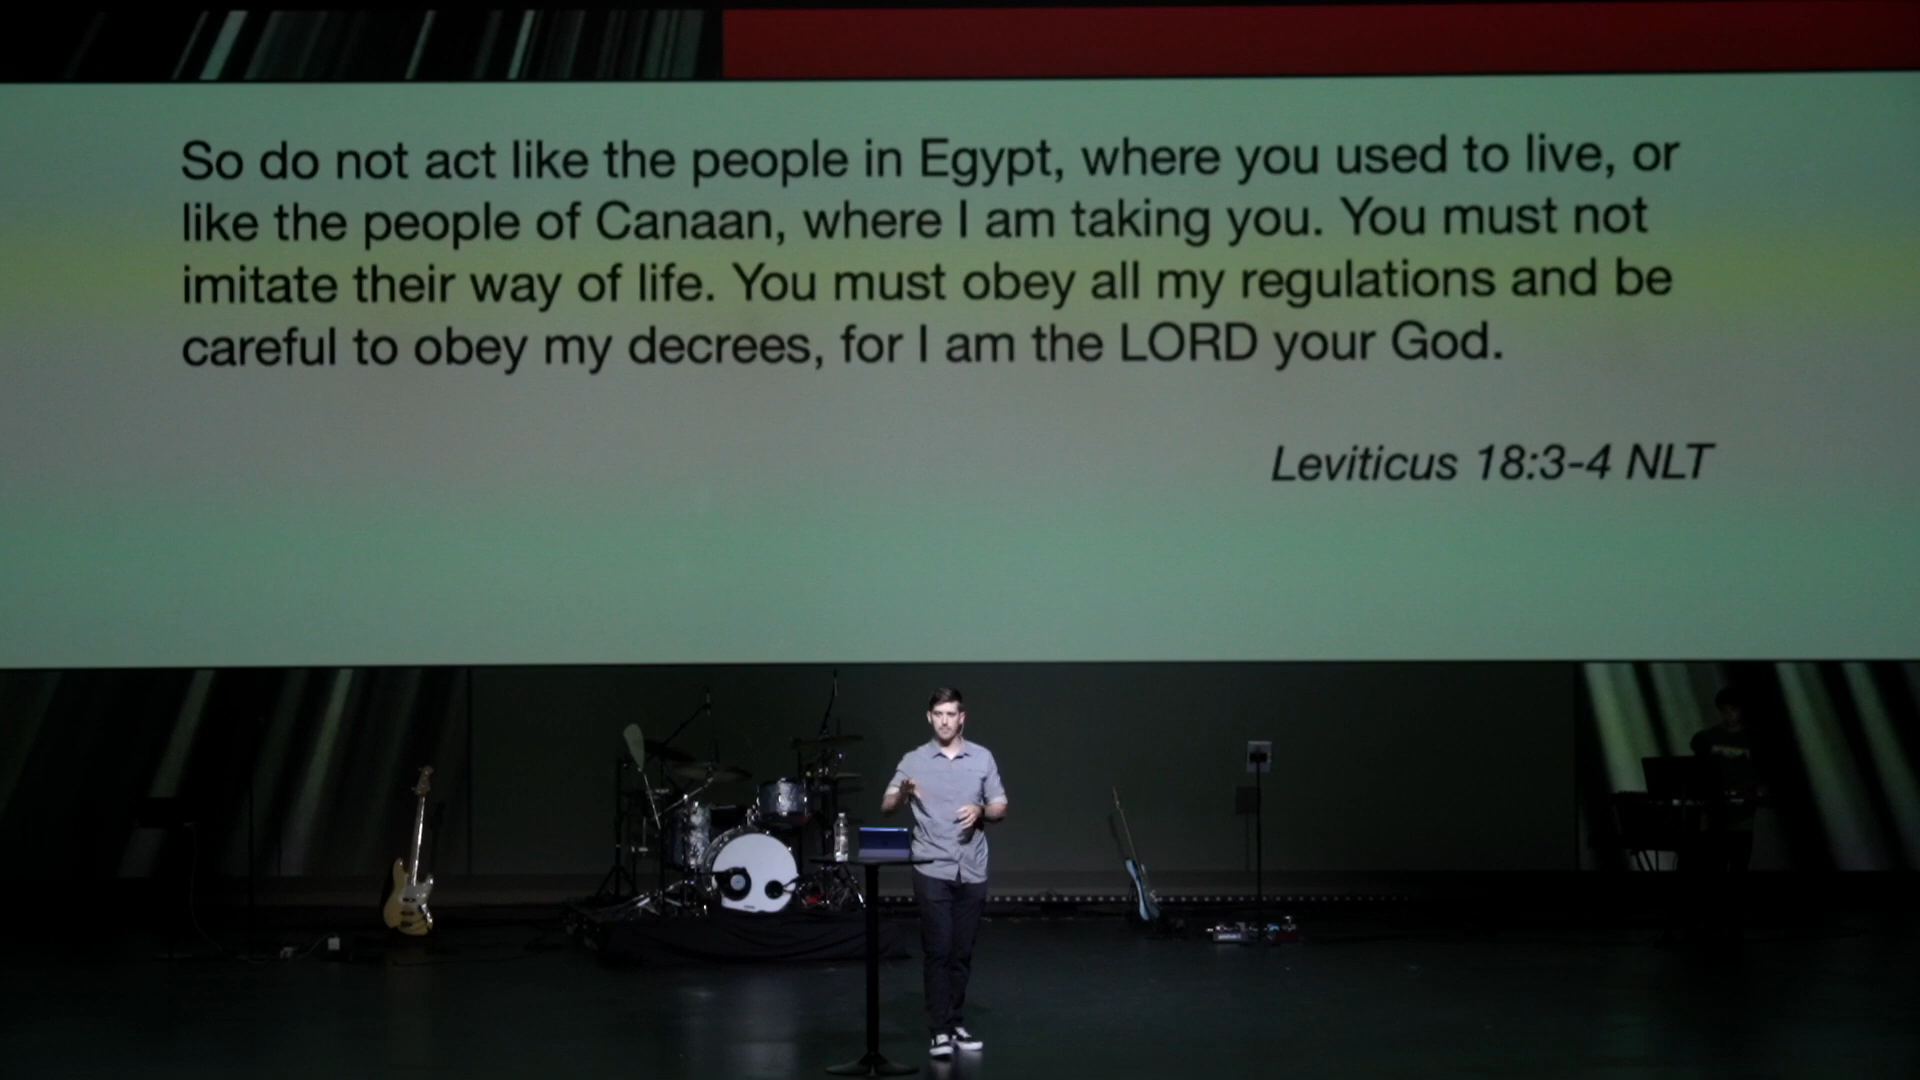 So do not act like the people in Egypt, where you used to live, or
like the people of Canaan, where I am taking you. You must not
imitate their way of life. You must obey all my regulations and be
careful to obey my decrees, for I am the LORD your God.
Leviticus 18:3-4 NLT